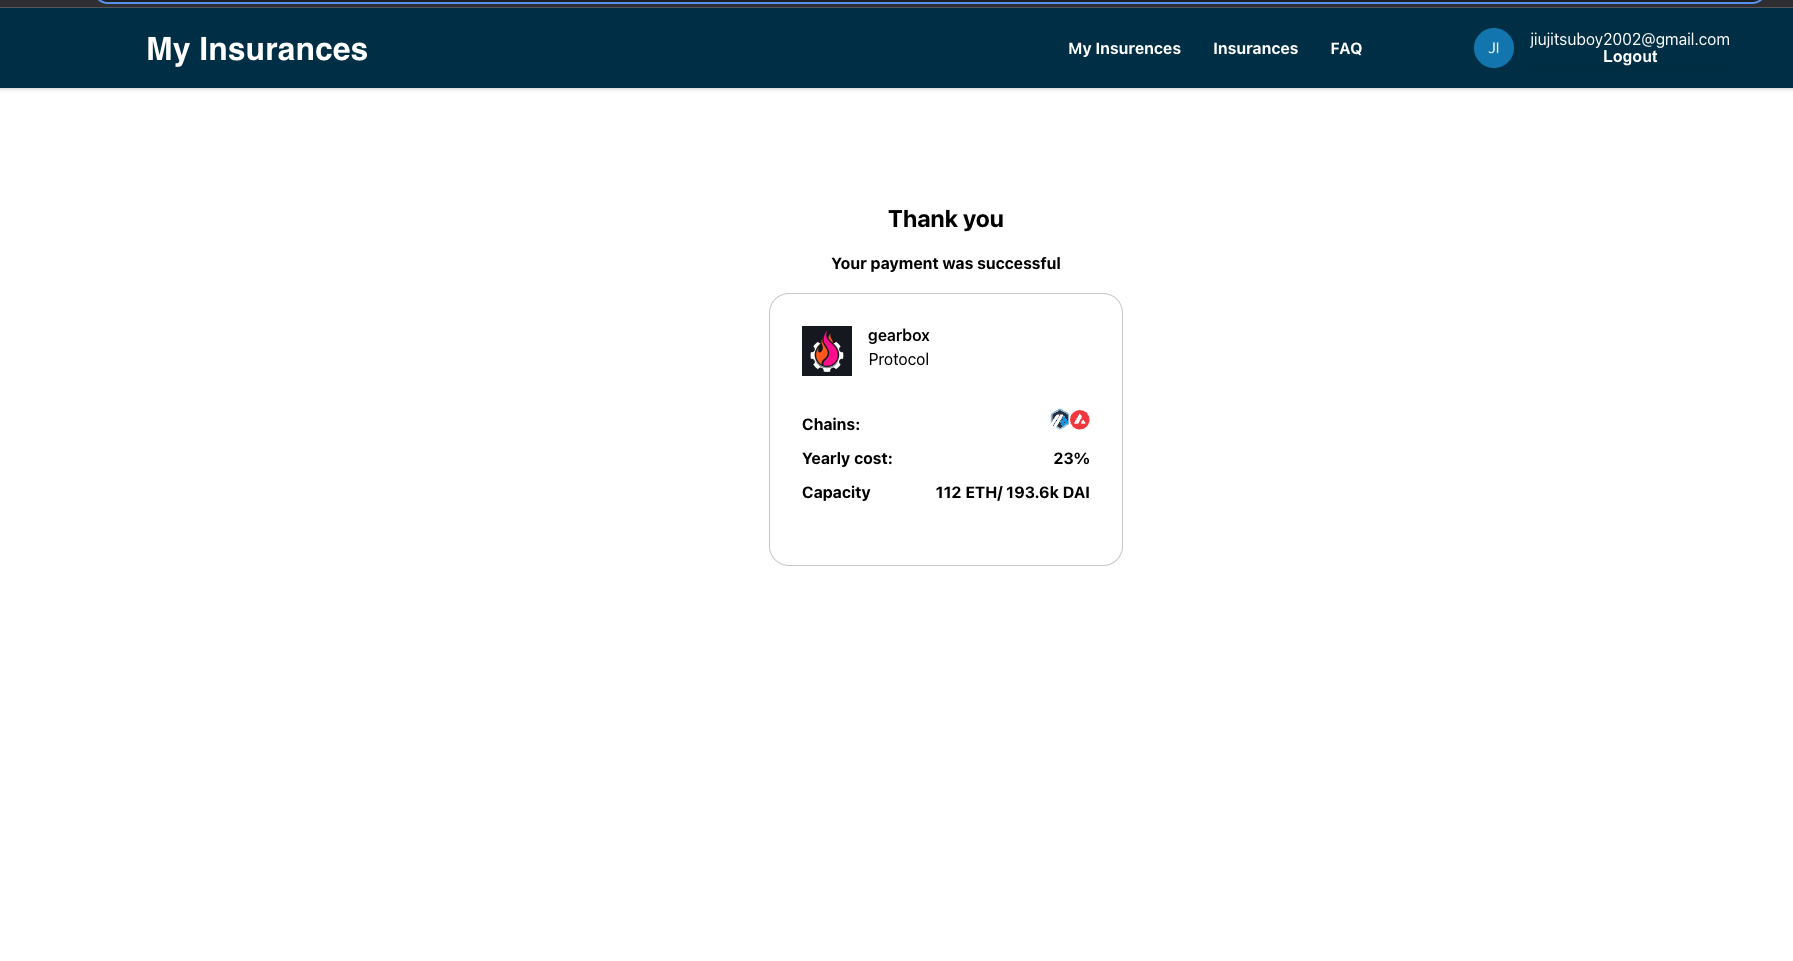 My Insurances
My Insurences
Insurances
FAQ
JI
jiujitsuboy2002@gmail.com
Logout
Thank you
Your payment was successful
gearbox
Protocol
Chains:
Yearly cost: 23%
Capacity 112 ETH/ 193.6k DAI